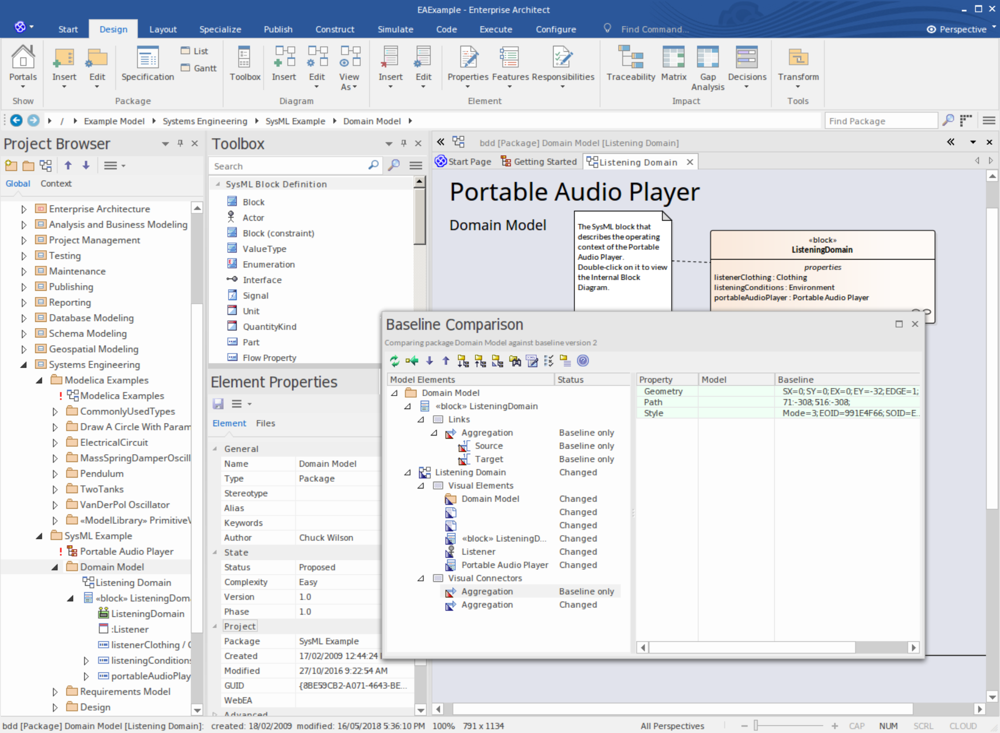 EAExample - Enterprise Architect
Start Design Layout Specialize Publish Construct Simulate Code Execute Configure Find Command... Perspective
List
Gantt
Portals Insert Edit Specification Toolbox Insert Edit View As Insert Edit Properties Features Responsibilities Traceability Matrix Gap Analysis Decisions Transform
Show Package Diagram Element Impact Tools
/ Example Model Systems Engineering SysML Example Domain Model Find Package
Project Browser
Global Context
Enterprise Architecture
Analysis and Business Modeling
Project Management
Testing
Maintenance
Publishing
Reporting
Database Modeling
Schema Modeling
Geospatial Modeling
Systems Engineering
Modelica Examples
! Modelica Examples
CommonlyUsedTypes
Draw A Circle With Param
ElectricalCircuit
MassSpringDamperOscill
Pendulum
TwoTanks
VanDerPol Oscillator
«ModelLibrary» Primitive
SysML Example
! Portable Audio Player
Domain Model
Listening Domain
«block» ListeningDom
ListeningDomain
:Listener
listenerClothing /
listeningCondition
portableAudioPlay
Requirements Model
Design
Toolbox
Search
SysML Block Definition
Block
Actor
Block (constraint)
ValueType
Enumeration
Interface
Signal
Unit
QuantityKind
Part
Flow Property
Element Properties
Element Files
General
Name Domain Model
Type Package
Stereotype
Alias
Keywords
Author Chuck Wilson
State
Status Proposed
Complexity Easy
Version 1.0
Phase 1.0
Project
Package SysML Example
Created 17/02/2009 12:44:24
Modified 27/10/2016 9:22:54 AM
GUID {8BE59CB2-A071-4643-BE...
WebEA
Advanced
bdd [Package] Domain Model [Listening Domain]
Start Page Getting Started Listening Domain
Portable Audio Player
Domain Model
The SysML block that
describes the operating
context of the Portable
Audio Player.
Double-click on it to view
the Internal Block
Diagram.
«block»
ListeningDomain
properties
listenerClothing : Clothing
listeningConditions : Environment
portableAudioPlayer : Portable Audio Player
Baseline Comparison
Comparing package Domain Model against baseline version 2
Model Elements Status
Domain Model
«block» ListeningDomain
Links
Aggregation Baseline only
Source Baseline only
Target Baseline only
Listening Domain Changed
Visual Elements
Domain Model Changed
Changed
Changed
«block» ListeningD... Changed
Listener Changed
Portable Audio Player Changed
Visual Connectors
Aggregation Baseline only
Aggregation Changed
Property Model Baseline
Geometry SX=0;SY=0;EX=0;EY=-32;EDGE=1;
Path 71:-308;516:-308;
Style Mode=3;EOID=991E4F66;SOID=E..
bdd [Package] Domain Model [Listening Domain]: created: 18/02/2009 modified: 16/05/2018 5:36:10 PM 100% 791 x 1134 All Perspectives CAP NUM SCRL CLOUD